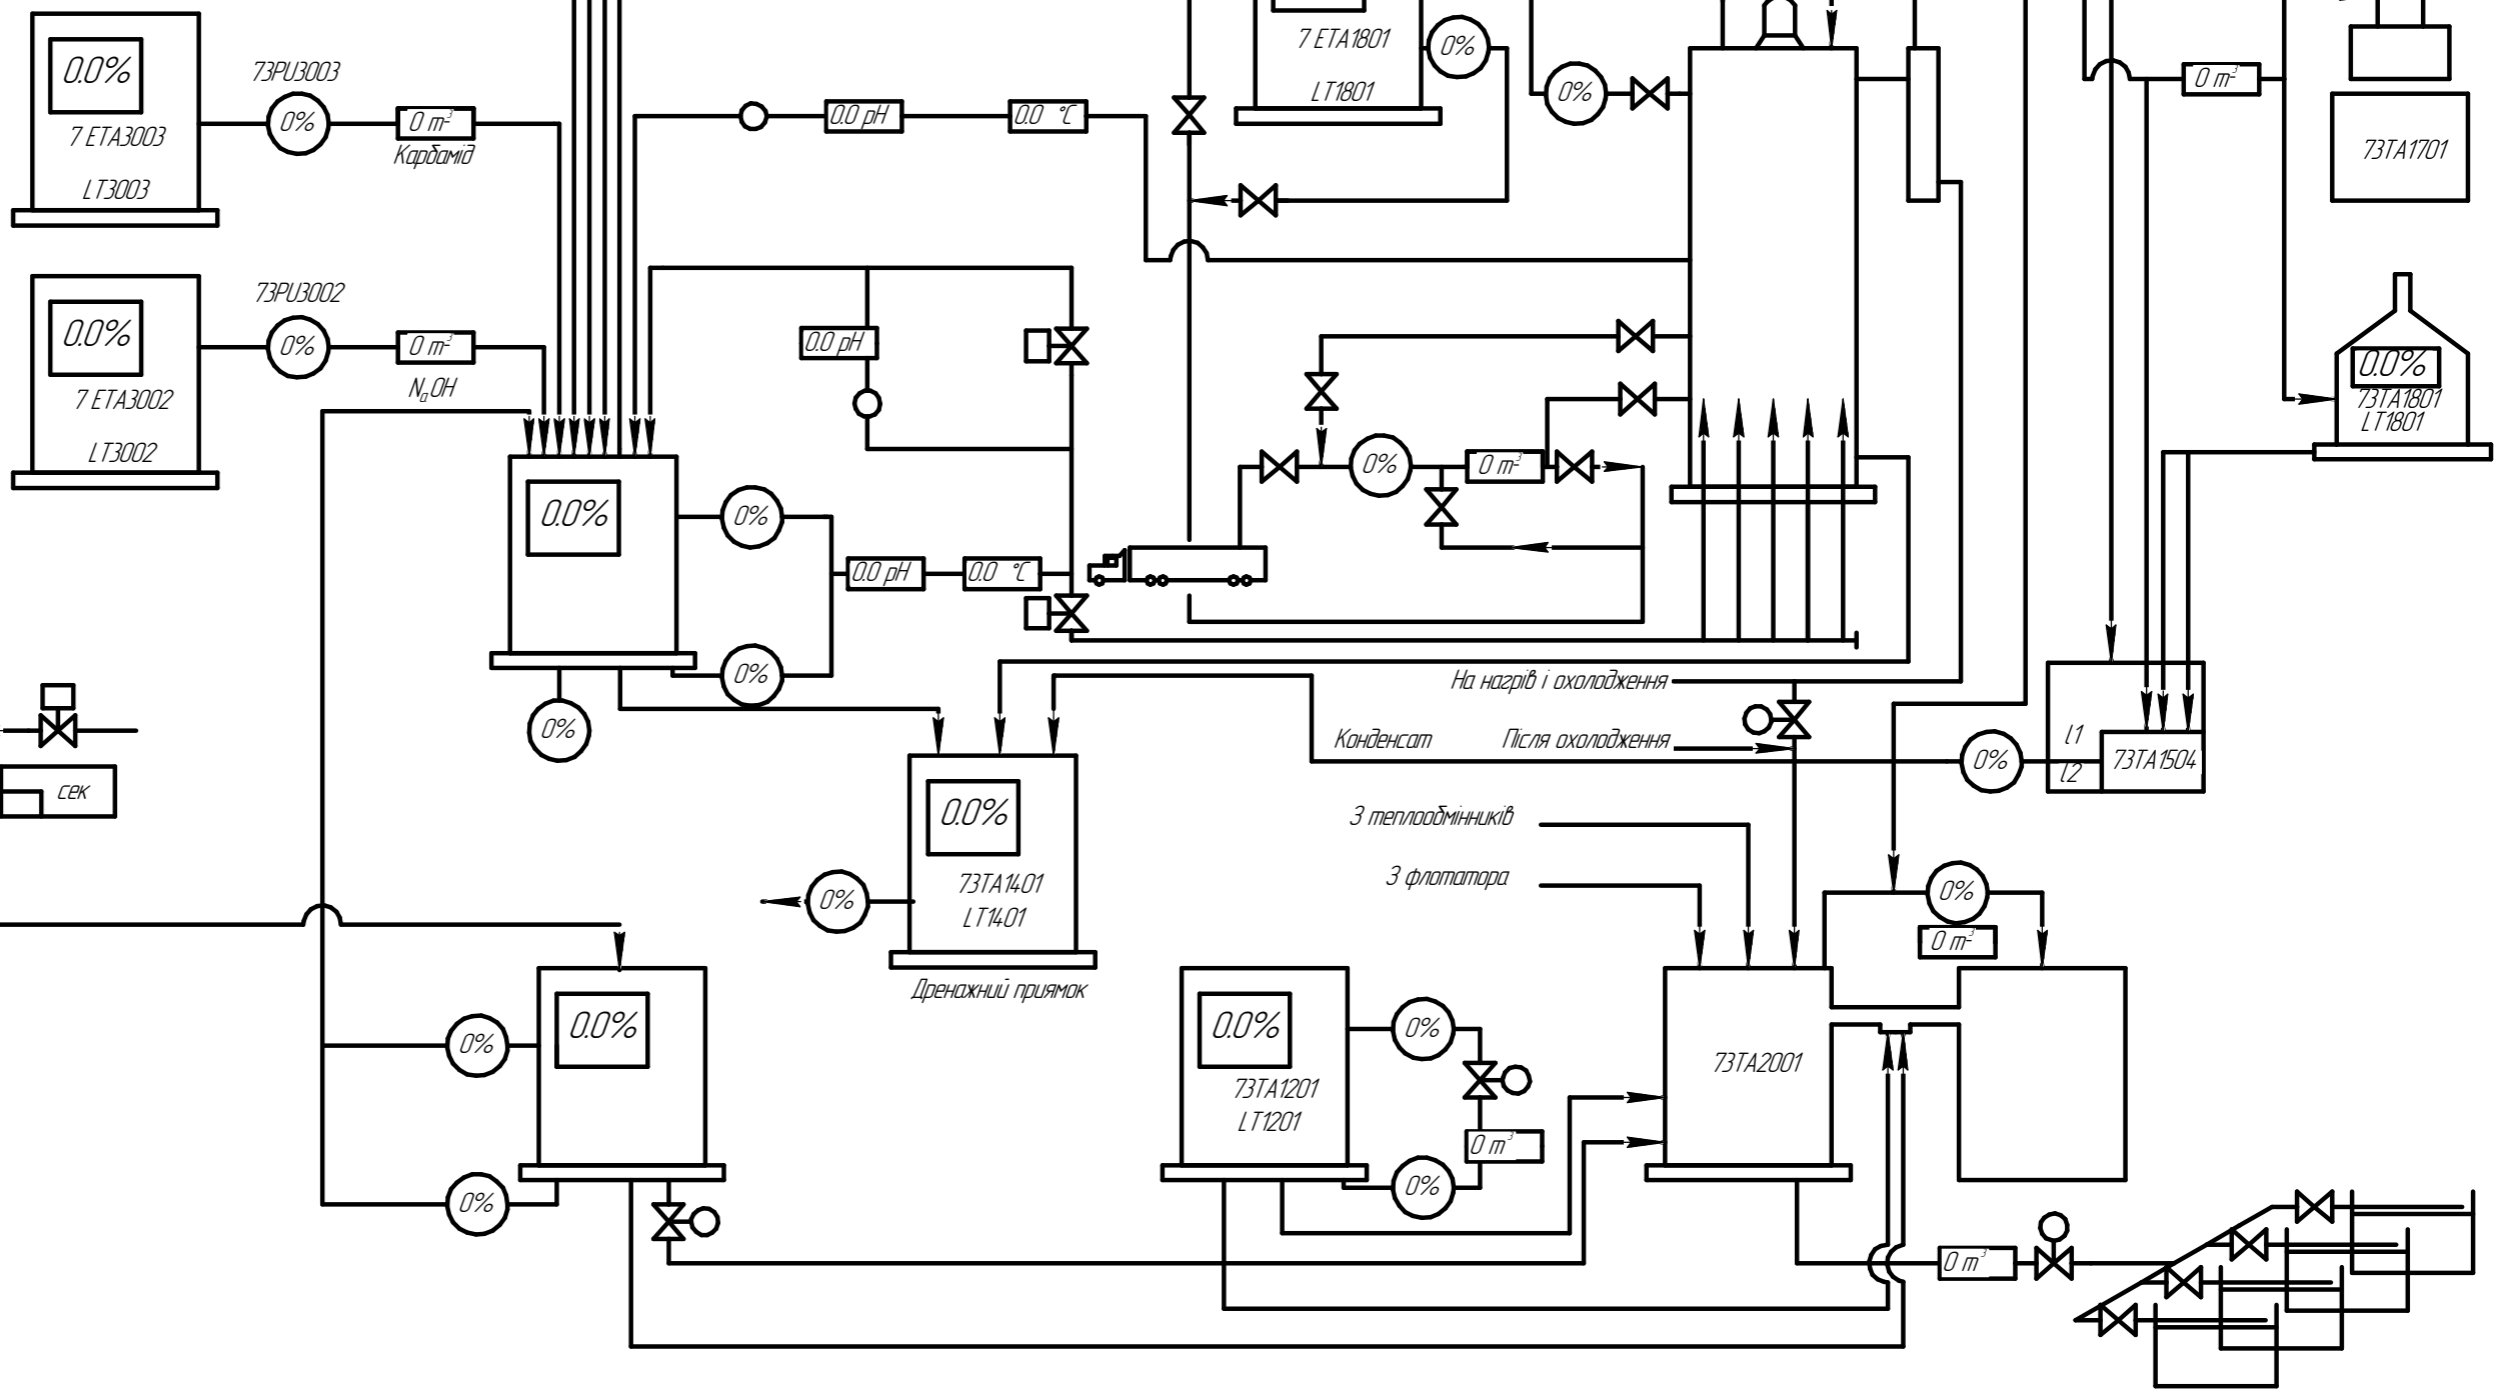 0.0%
7 ETA3003
LT3003
73PU3003
0%
0 m³
Карбамід
0.0 pH
0.0 °C
7 ETA1801
LT1801
0%
0%
0 m³
73TA1701
0.0%
7 ETA3002
LT3002
73PU3002
0%
0 m³
NaOH
0.0 pH
0.0%
73TA1801
LT1801
0%
0 m³
0.0%
0%
0.0 pH
0.0 °C
0%
0%
На нагрів і охолодження
Конденсат
Після охолодження
0%
l1
l2
73TA1504
сек
0.0%
73TA1401
LT1401
0%
Дренажний приямок
З теплообмінників
З флотатора
0%
0 m³
0.0%
0%
0%
0.0%
73TA1201
LT1201
0%
0 m³
0%
73TA2001
0 m³